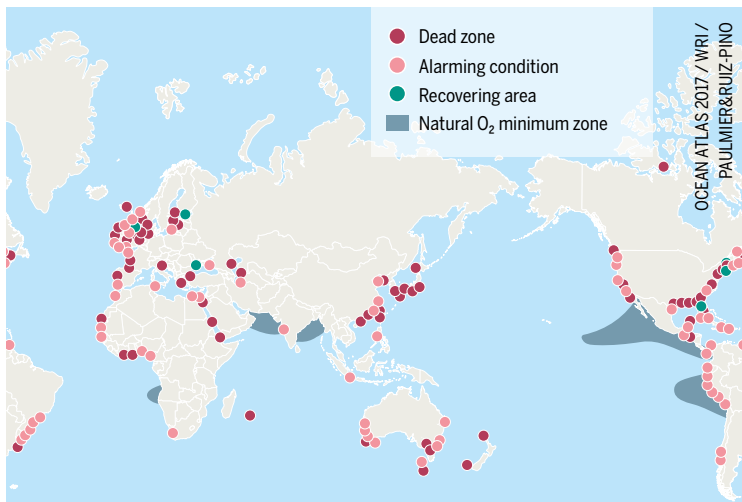 Dead zone
Alarming condition
Recovering area
Natural O₂ minimum zone
OCEAN ATLAS 2017 / WRI /
PAULMIER&RUIZ-PINO